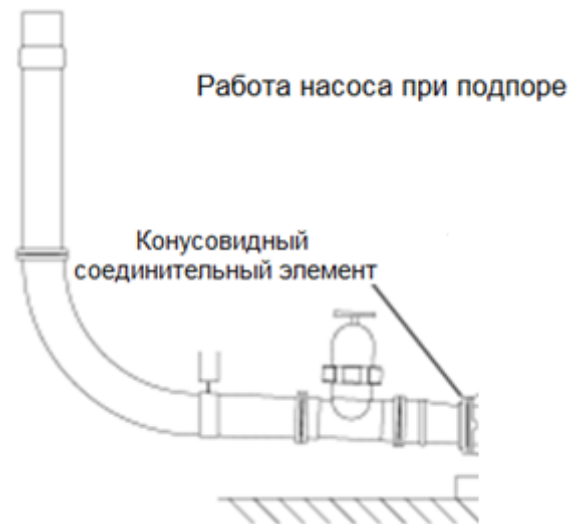 Работа насоса при подпоре
Конусовидный
соединительный элемент